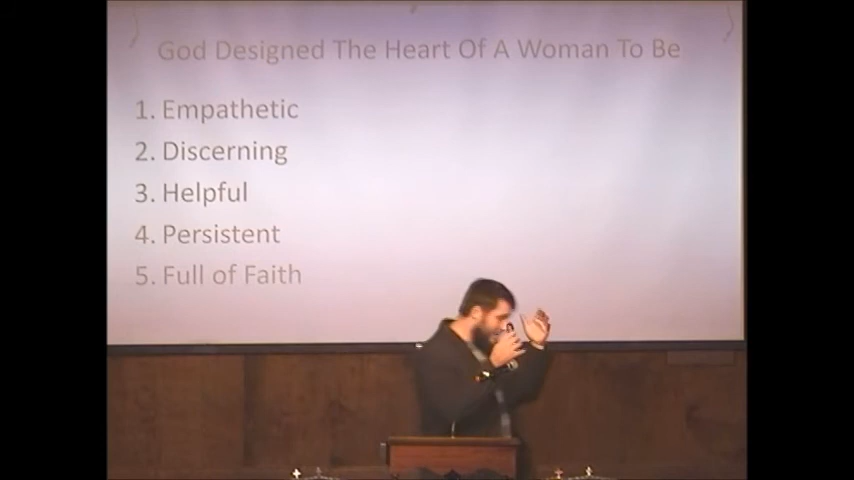 God Designed The Heart Of A Woman To Be
1. Empathetic
2. Discerning
3. Helpful
4. Persistent
5. Full of Faith